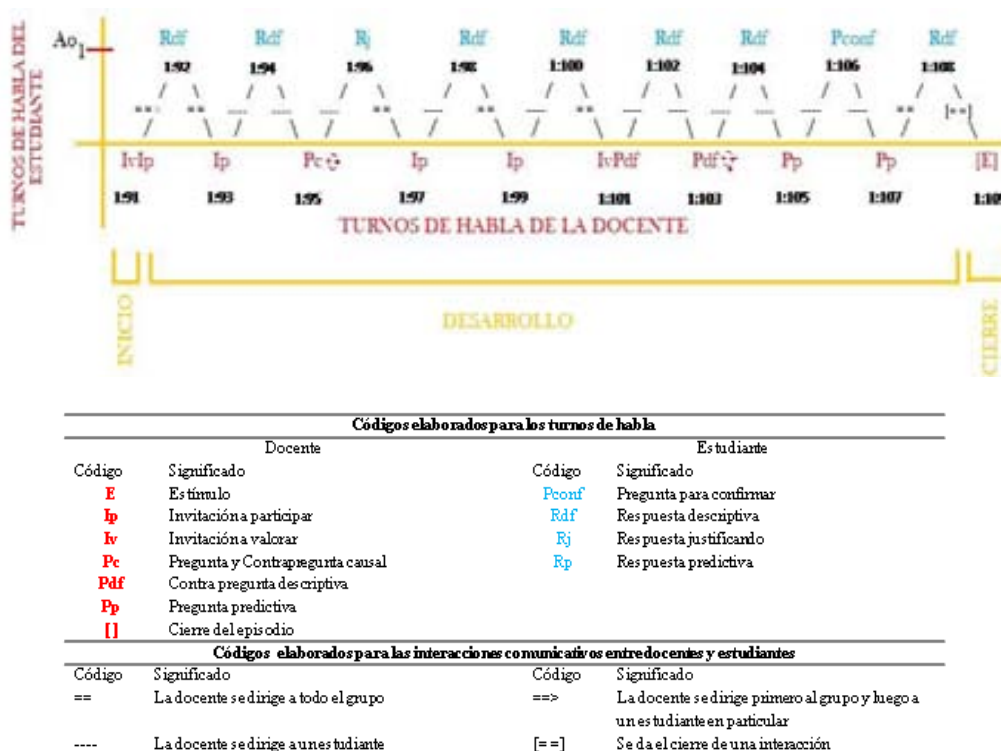 TURNOS DE HABLA DEL ESTUDIANTE
Ao1
Rdf Rdf Rj Rdf Rdf Rdf Rdf Pconf Rdf
1:92 1:94 1:96 1:98 1:100 1:102 1:104 1:106 1:108
== == --- --- --- == --- == == --- --- --- --- --- --- == [==]
IvIp Ip Pc Ip Ip IvPdf Pdf Pp Pp [E]
1:91 1:93 1:95 1:97 1:99 1:101 1:103 1:105 1:107 1:109
TURNOS DE HABLA DE LA DOCENTE
INICIO
DESARROLLO
CIERRE
Códigos elaborados para los turnos de habla
Docente Estudiante
Código Significado Código Significado
E Estímulo Pconf Pregunta para confirmar
Ip Invitación a participar Rdf Respuesta descriptiva
Iv Invitación a valorar Rj Respuesta justificando
Pc Pregunta y Contrapregunta causal Rp Respuesta predictiva
Pdf Contra pregunta descriptiva
Pp Pregunta predictiva
[ ] Cierre del episodio
Códigos elaborados para las interacciones comunicativos entre docentes y estudiantes
Código Significado Código Significado
== La docente se dirige a todo el grupo ==> La docente se dirige primero al grupo y luego a
un estudiante en particular
---- La docente se dirige a un estudiante [==] Se da el cierre de una interacción